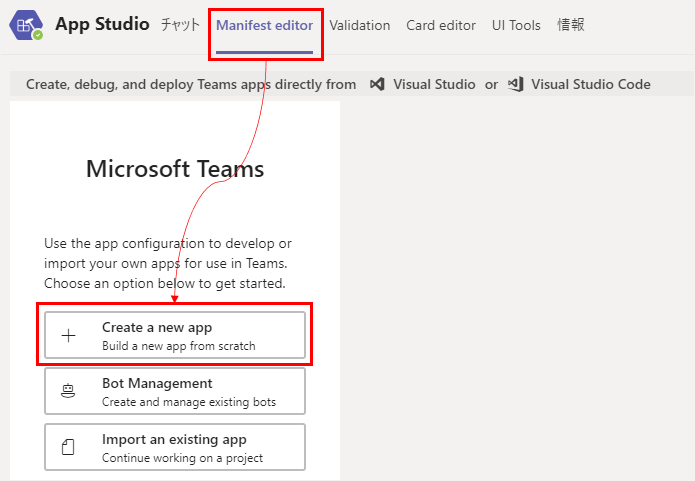 App Studio チャット Manifest editor Validation Card editor UI Tools 情報
Create, debug, and deploy Teams apps directly from Visual Studio or Visual Studio Code
Microsoft Teams
Use the app configuration to develop or
import your own apps for use in Teams.
Choose an option below to get started.
Create a new app
Build a new app from scratch
Bot Management
Create and manage existing bots
Import an existing app
Continue working on a project